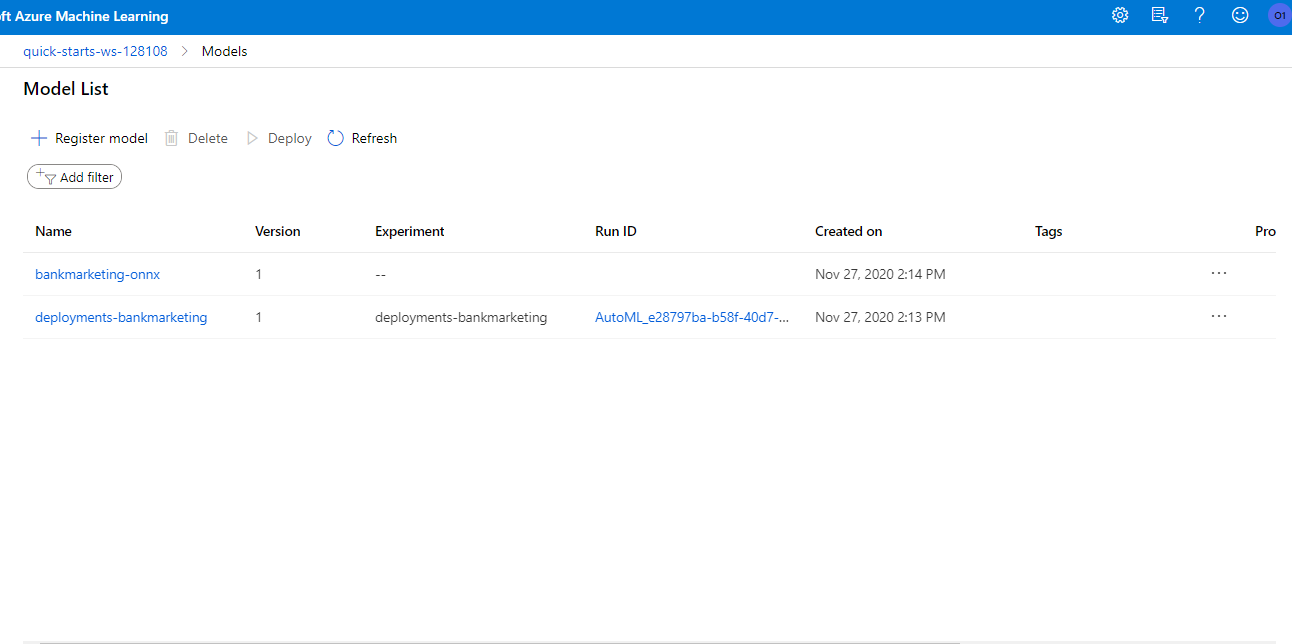 ft Azure Machine Learning
01
quick-starts-ws-128108 > Models
Model List
Register model Delete Deploy Refresh
Add filter
Name Version Experiment Run ID Created on Tags Pro
bankmarketing-onnx 1 -- Nov 27, 2020 2:14 PM ...
deployments-bankmarketing 1 deployments-bankmarketing AutoML_e28797ba-b58f-40d7-... Nov 27, 2020 2:13 PM ...